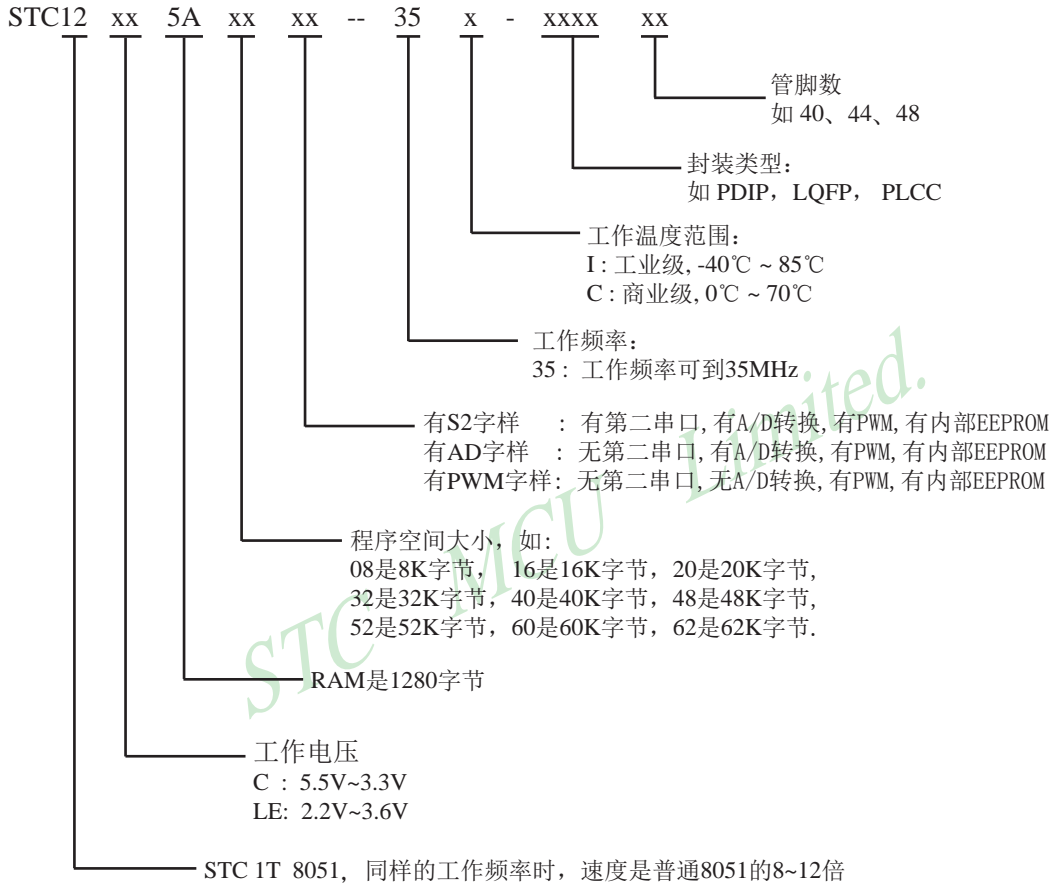 STC12 xx 5A xx xx -- 35 x - xxxx xx
管脚数
如 40、44、48
封装类型：
如 PDIP，LQFP， PLCC
工作温度范围：
I : 工业级, -40℃ ~ 85℃
C : 商业级, 0℃ ~ 70℃
工作频率：
35 : 工作频率可到35MHz
有S2字样 : 有第二串口, 有A/D转换, 有PWM, 有内部EEPROM
有AD字样 : 无第二串口, 有A/D转换, 有PWM, 有内部EEPROM
有PWM字样: 无第二串口, 无A/D转换, 有PWM, 有内部EEPROM
程序空间大小，如:
08是8K字节， 16是16K字节，20是20K字节,
32是32K字节，40是40K字节，48是48K字节,
52是52K字节，60是60K字节，62是62K字节.
RAM是1280字节
工作电压
C : 5.5V~3.3V
LE: 2.2V~3.6V
STC 1T 8051, 同样的工作频率时，速度是普通8051的8~12倍
STC MCU Limited.